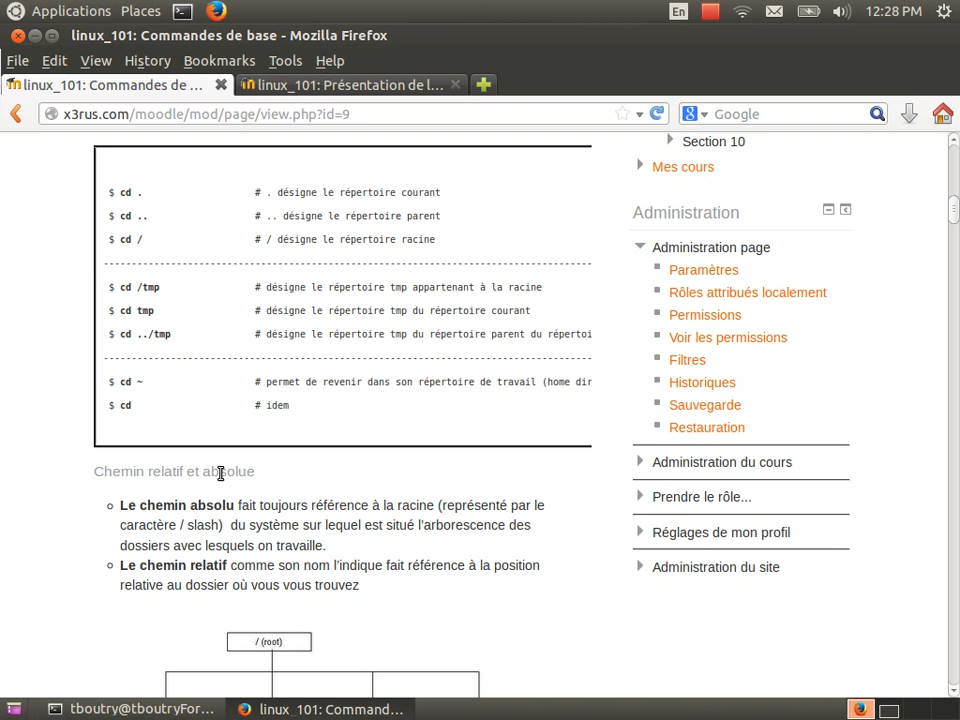 Applications Places En 12:28 PM
linux_101: Commandes de base - Mozilla Firefox
File Edit View History Bookmarks Tools Help
linux_101: Commandes de ... linux_101: Présentation de l...
x3rus.com/moodle/mod/page/view.php?id=9 Google
Section 10
Mes cours
Administration
Administration page
Paramètres
Rôles attribués localement
Permissions
Voir les permissions
Filtres
Historiques
Sauvegarde
Restauration
Administration du cours
Prendre le rôle...
Réglages de mon profil
Administration du site
$ cd . # . désigne le répertoire courant
$ cd .. # .. désigne le répertoire parent
$ cd / # / désigne le répertoire racine
--------------------------------------------------------------------------------
$ cd /tmp # désigne le répertoire tmp appartenant à la racine
$ cd tmp # désigne le répertoire tmp du répertoire courant
$ cd ../tmp # désigne le répertoire tmp du répertoire parent du répertoi
--------------------------------------------------------------------------------
$ cd ~ # permet de revenir dans son répertoire de travail (home dir
$ cd # idem
Chemin relatif et absolue
Le chemin absolu fait toujours référence à la racine (représenté par le
caractère / slash) du système sur lequel est situé l’arborescence des
dossiers avec lesquels on travaille.
Le chemin relatif comme son nom l’indique fait référence à la position
relative au dossier où vous vous trouvez
/ (root)
tboutry@tboutryFor... linux_101: Command...